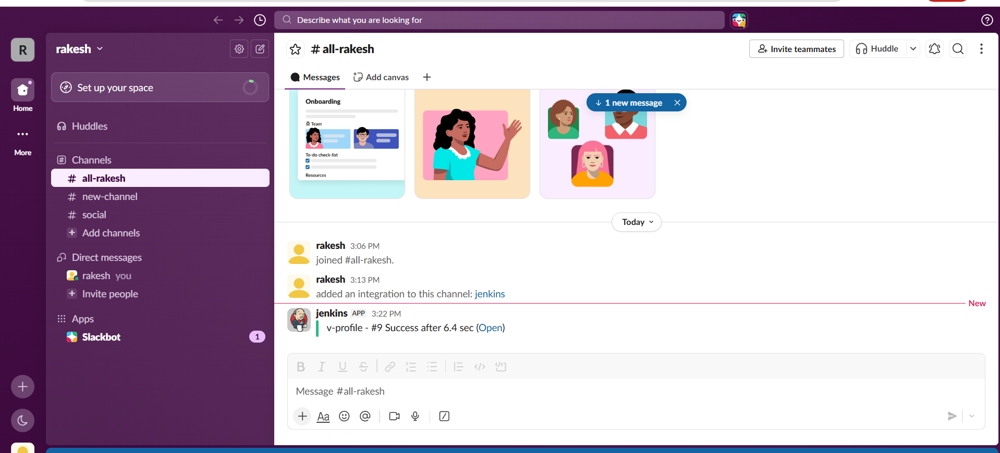 Describe what you are looking for
R
rakesh
Set up your space
Home
Huddles
More
Channels
all-rakesh
new-channel
social
+ Add channels
Direct messages
rakesh you
+ Invite people
Apps
Slackbot 1
# all-rakesh
Invite teammates
Huddle
Messages
Add canvas
+
1 new message
Onboarding
Team
To-do check-list
Resources
Today
rakesh 3:06 PM
joined #all-rakesh.
rakesh 3:13 PM
added an integration to this channel: jenkins
New
jenkins APP 3:22 PM
v-profile - #9 Success after 6.4 sec (Open)
Message #all-rakesh